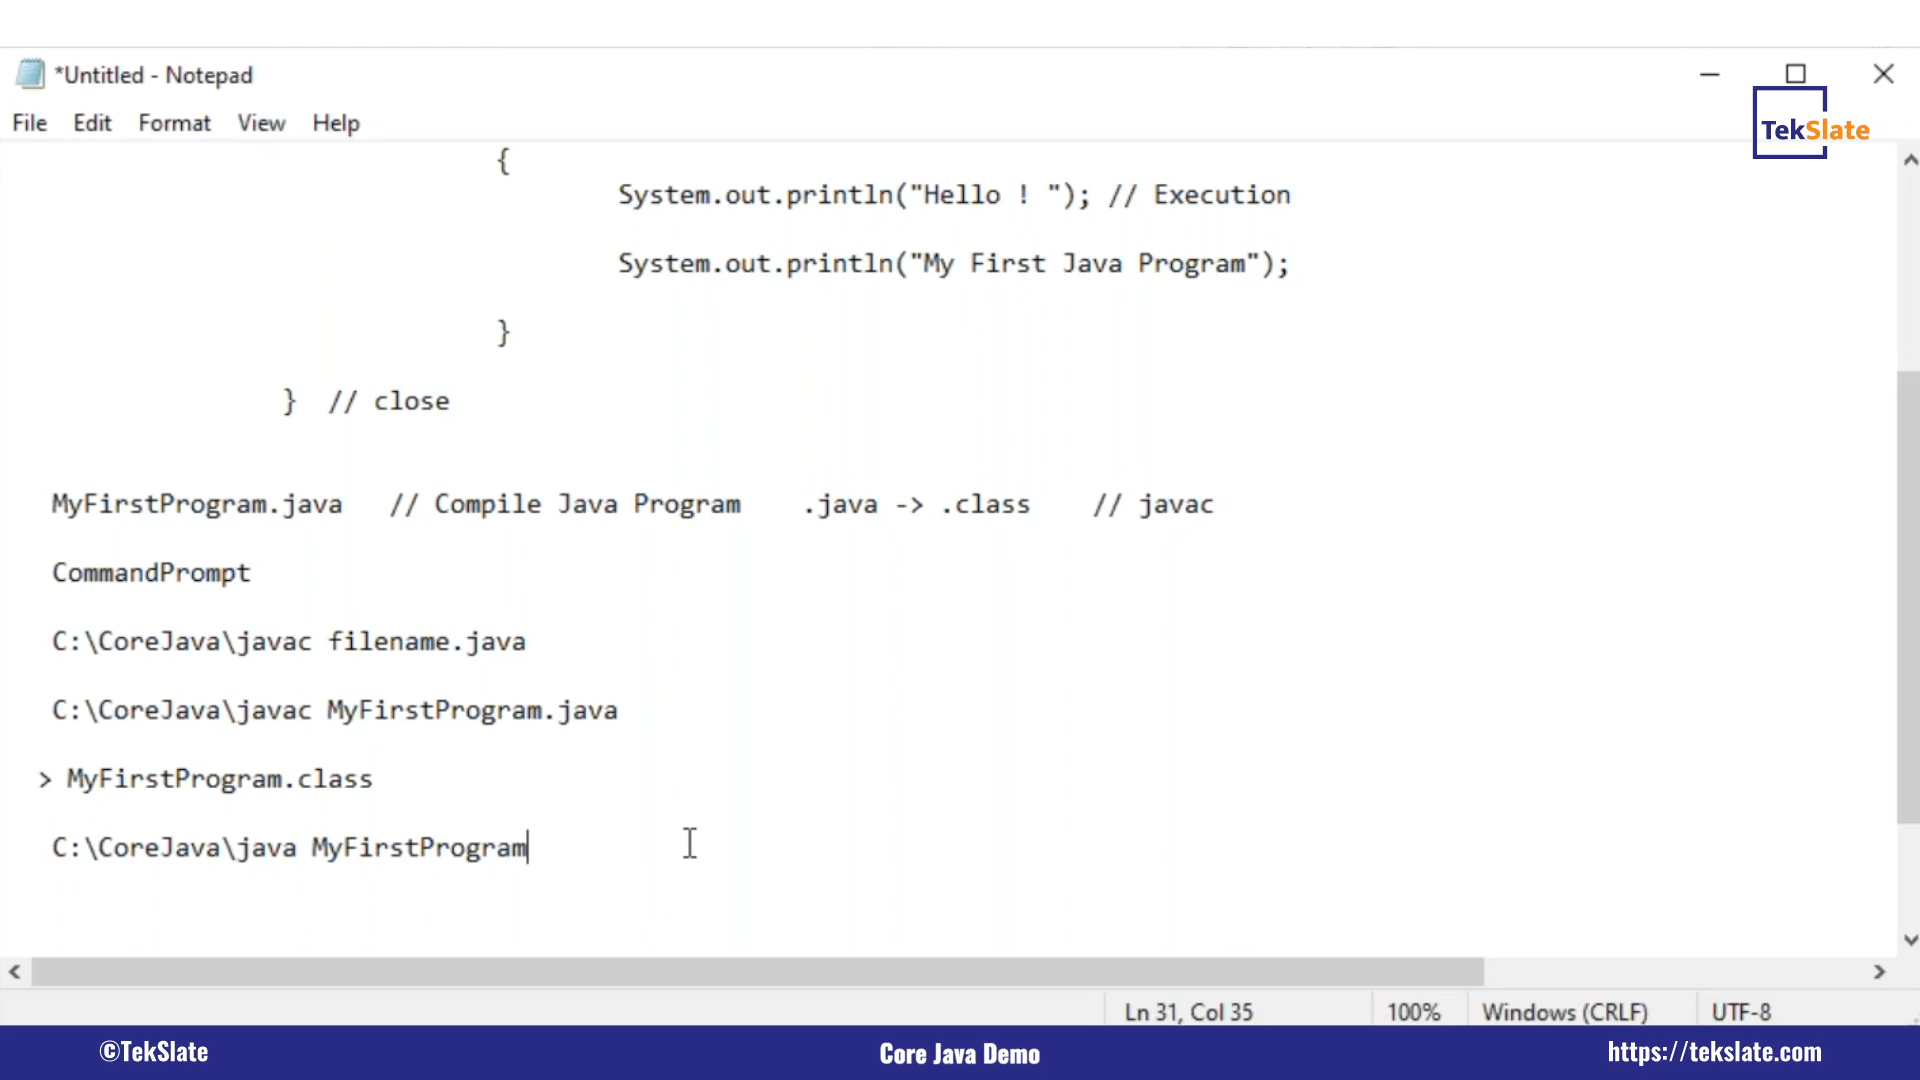 *Untitled - Notepad
File Edit Format View Help
TekSlate
{
System.out.println("Hello ! "); // Execution
System.out.println("My First Java Program");
}
} // close
MyFirstProgram.java // Compile Java Program .java -> .class // javac
CommandPrompt
C:\CoreJava\javac filename.java
C:\CoreJava\javac MyFirstProgram.java
> MyFirstProgram.class
C:\CoreJava\java MyFirstProgram
Ln 31, Col 35 100% Windows (CRLF) UTF-8
©TekSlate Core Java Demo https://tekslate.com